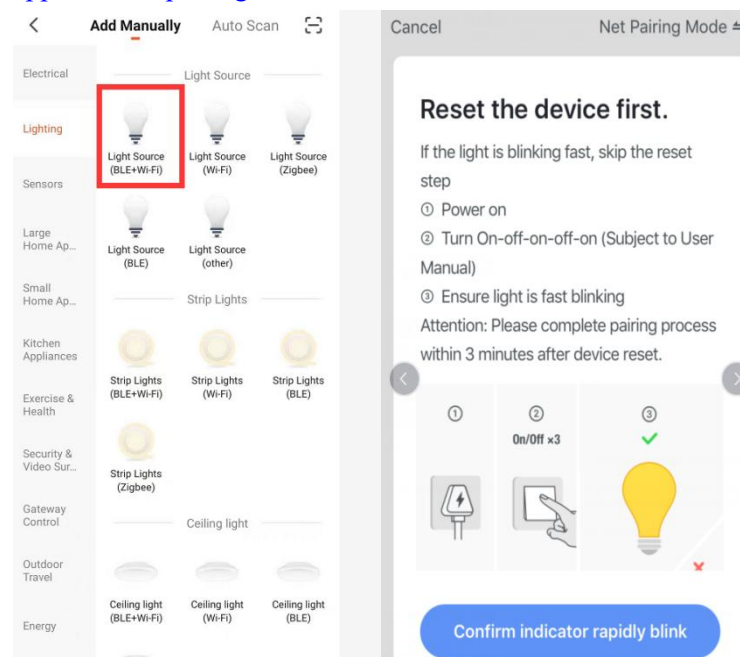 Add Manually Auto Scan
Electrical
Lighting
Sensors
Large
Home Ap...
Small
Home Ap...
Kitchen
Appliances
Exercise &
Health
Security &
Video Sur...
Gateway
Control
Outdoor
Travel
Energy
Light Source
Light Source
(BLE+Wi-Fi)
Light Source
(Wi-Fi)
Light Source
(Zigbee)
Light Source
(BLE)
Light Source
(other)
Strip Lights
Strip Lights
(BLE+Wi-Fi)
Strip Lights
(Wi-Fi)
Strip Lights
(BLE)
Strip Lights
(Zigbee)
Ceiling light
Ceiling light
(BLE+Wi-Fi)
Ceiling light
(Wi-Fi)
Ceiling light
(BLE)
Cancel Net Pairing Mode
Reset the device first.
If the light is blinking fast, skip the reset
step
① Power on
② Turn On-off-on-off-on (Subject to User
Manual)
③ Ensure light is fast blinking
Attention: Please complete pairing process
within 3 minutes after device reset.
①
②
On/Off ×3
③
Confirm indicator rapidly blink